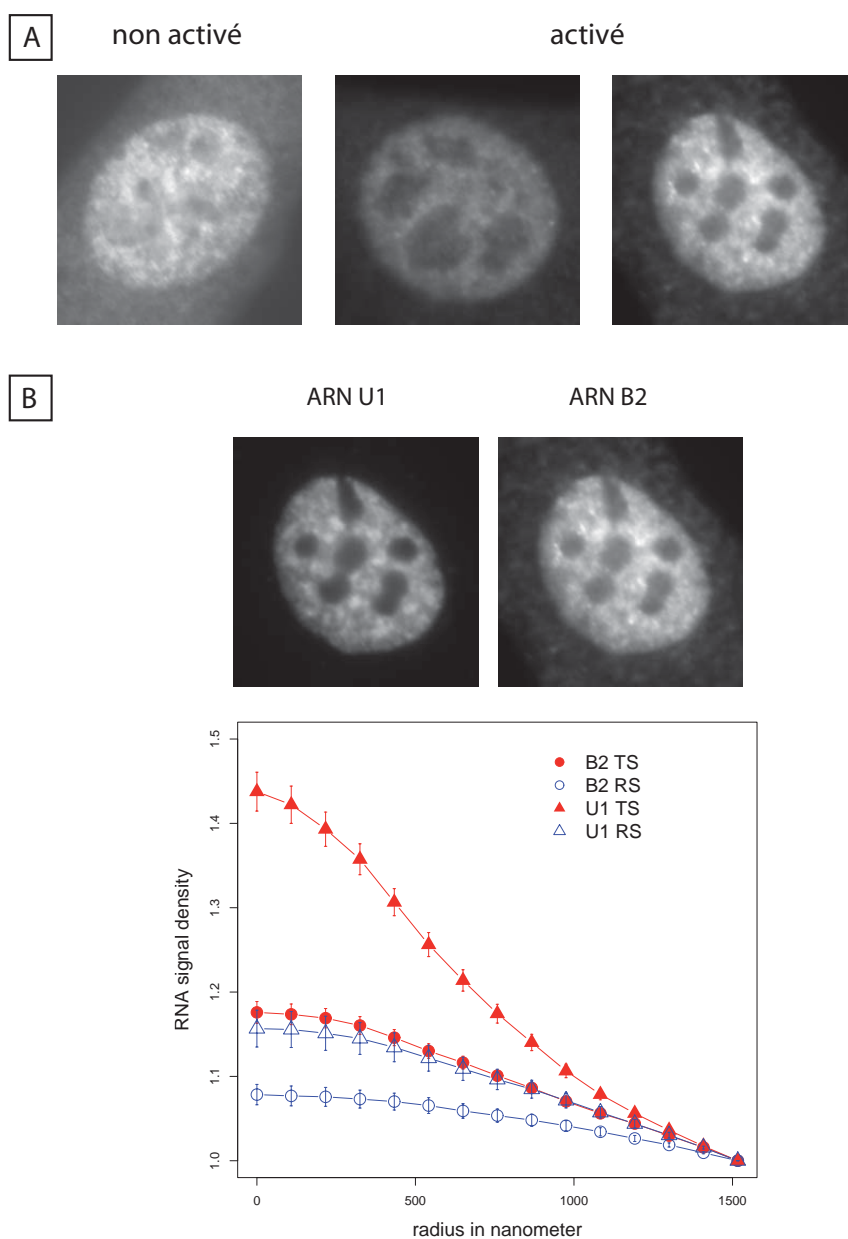 A
non activé
activé
B
ARN U1
ARN B2
B2 TS
B2 RS
U1 TS
U1 RS
1.5
1.4
1.3
1.2
1.1
1.0
RNA signal density
0
500
1000
1500
radius in nanometer